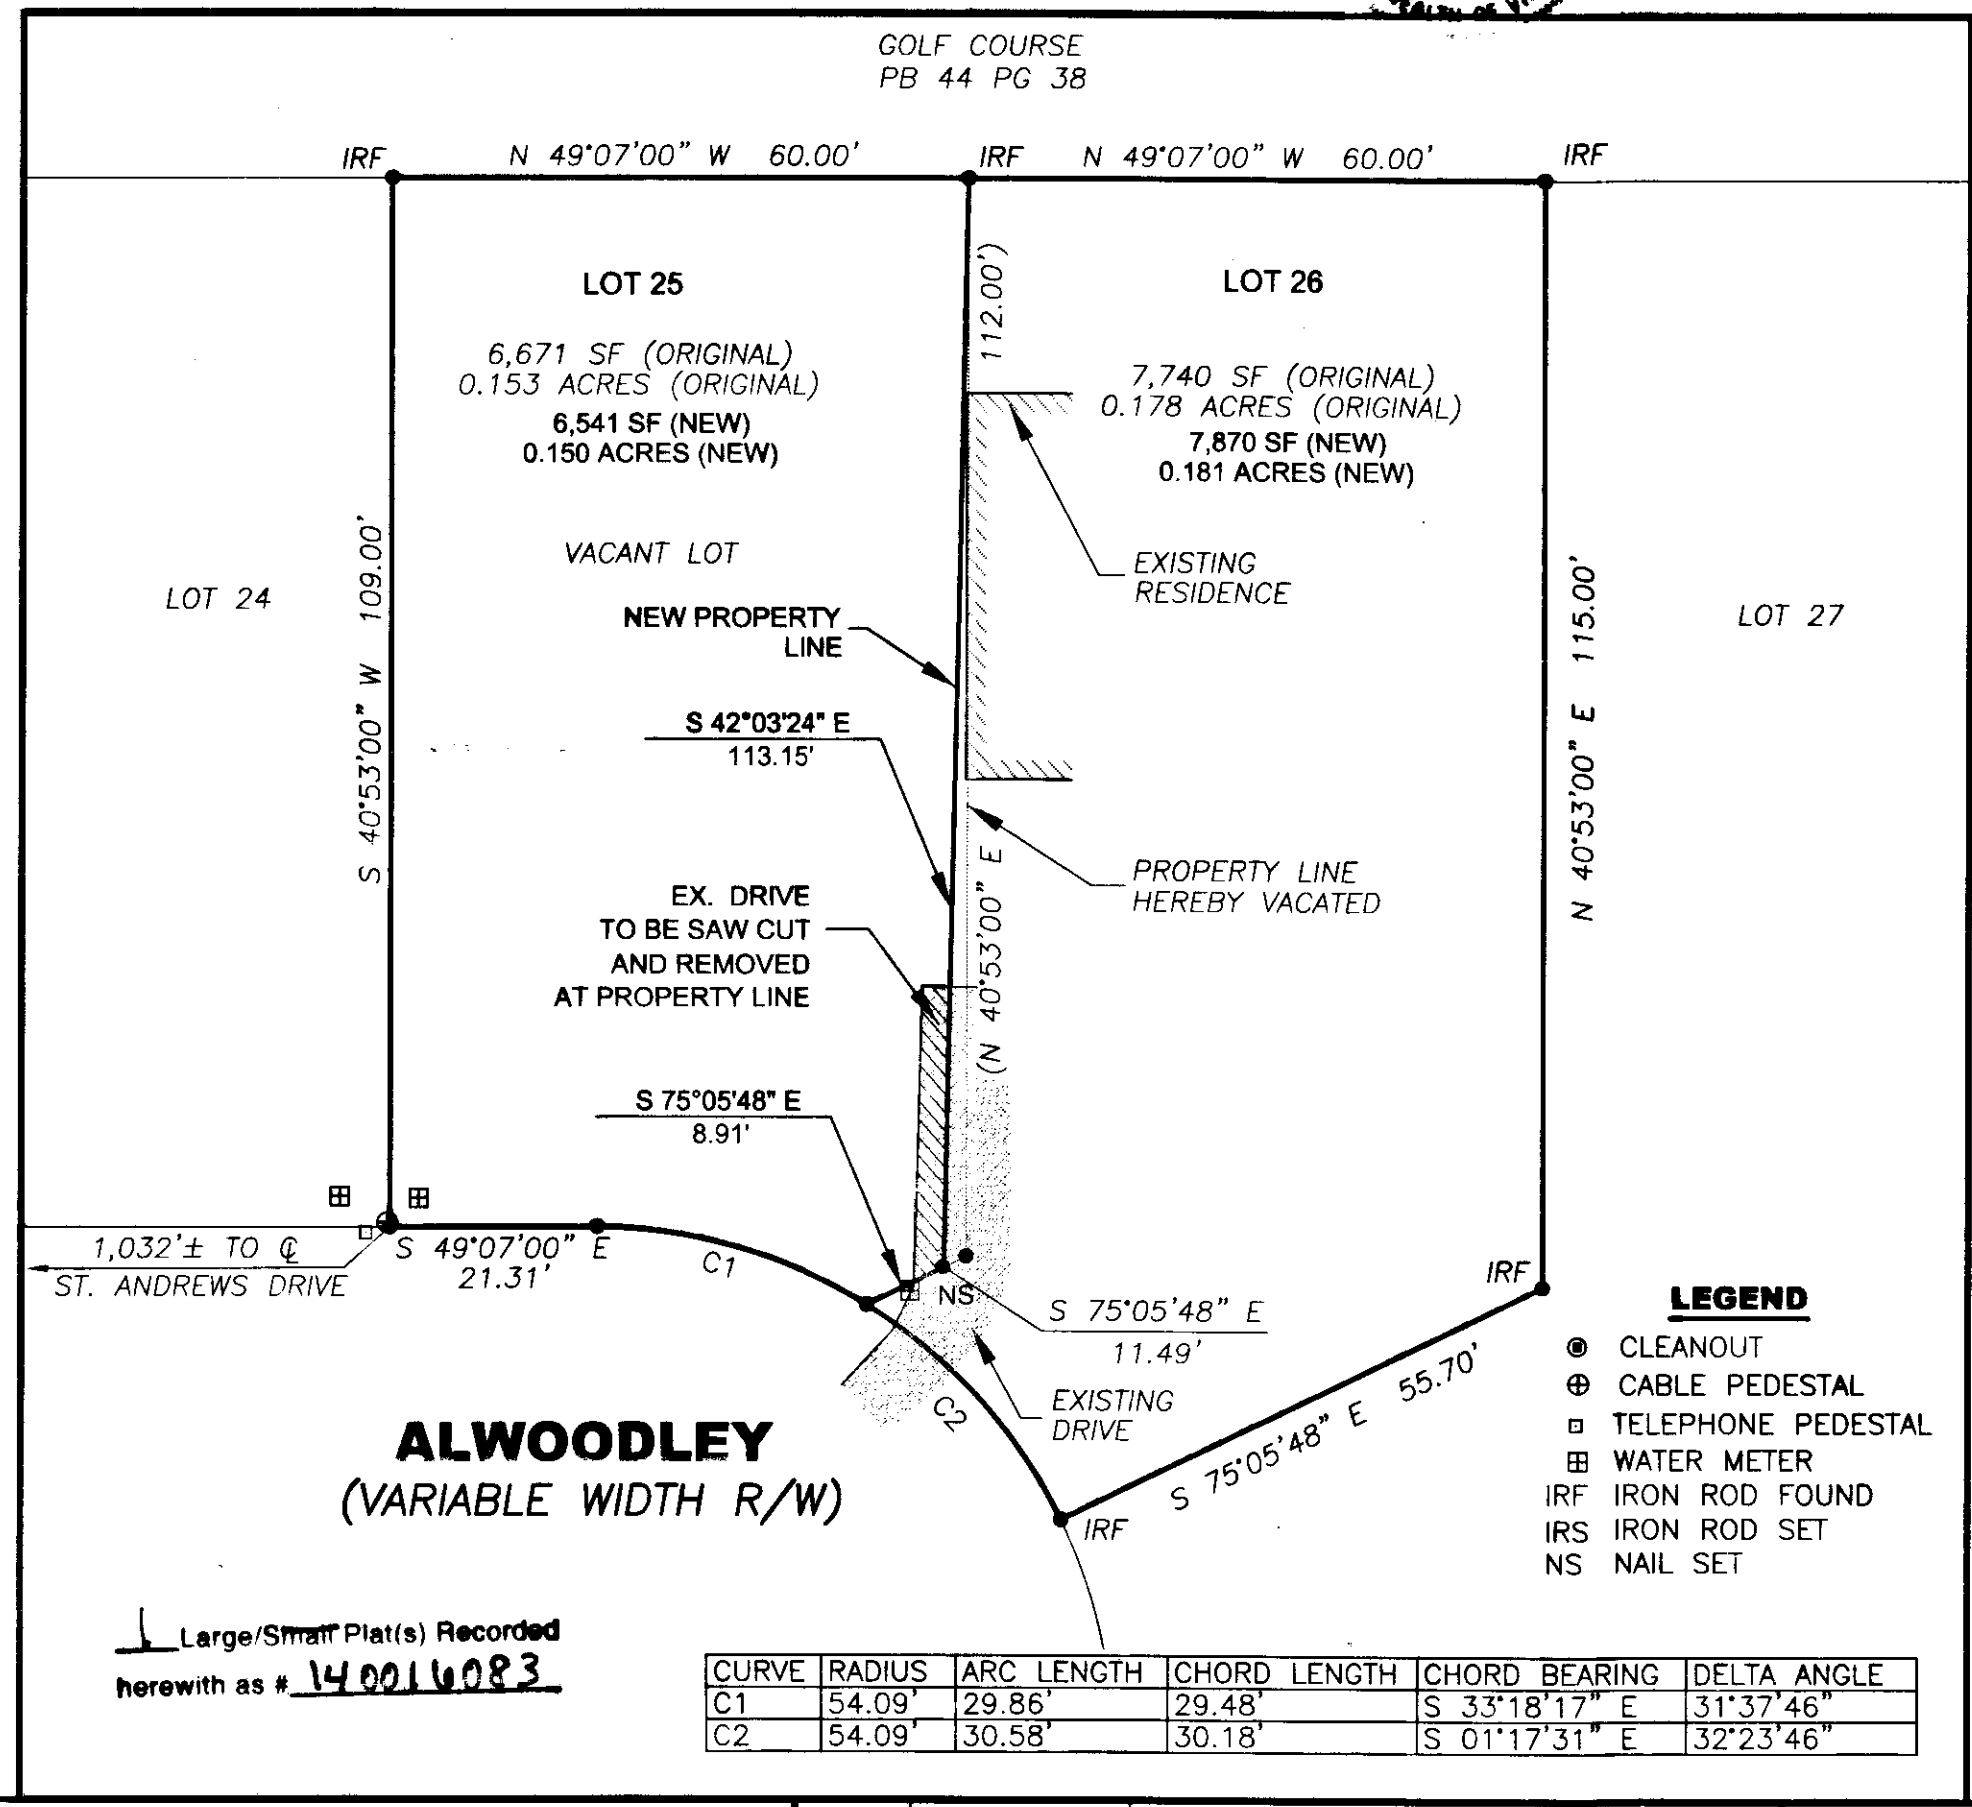 GOLF COURSE
PB 44 PG 38
IRF N 49°07'00" W 60.00' IRF N 49°07'00" W 60.00' IRF
LOT 25
6,671 SF (ORIGINAL)
0.153 ACRES (ORIGINAL)
6,541 SF (NEW)
0.150 ACRES (NEW)
VACANT LOT
112.00')
LOT 26
7,740 SF (ORIGINAL)
0.178 ACRES (ORIGINAL)
7,870 SF (NEW)
0.181 ACRES (NEW)
EXISTING
RESIDENCE
LOT 24
S 40°53'00" W 109.00'
NEW PROPERTY
LINE
S 42°03'24" E
113.15'
N 40°53'00" E 115.00'
LOT 27
(N 40°53'00" E
PROPERTY LINE
HEREBY VACATED
EX. DRIVE
TO BE SAW CUT
AND REMOVED
AT PROPERTY LINE
S 75°05'48" E
8.91'
1,032'± TO ℄
ST. ANDREWS DRIVE
S 49°07'00" E
21.31'
C1
NS
S 75°05'48" E
11.49'
EXISTING
DRIVE
C2
IRF
S 75°05'48" E 55.70'
IRF
ALWOODLEY
(VARIABLE WIDTH R/W)
LEGEND
CLEANOUT
CABLE PEDESTAL
TELEPHONE PEDESTAL
WATER METER
IRF IRON ROD FOUND
IRS IRON ROD SET
NS NAIL SET
1 Large/Small Plat(s) Recorded
herewith as # 140016083
CURVE RADIUS ARC LENGTH CHORD LENGTH CHORD BEARING DELTA ANGLE
C1 54.09' 29.86' 29.48' S 33°18'17" E 31°37'46"
C2 54.09' 30.58' 30.18' S 01°17'31" E 32°23'46"